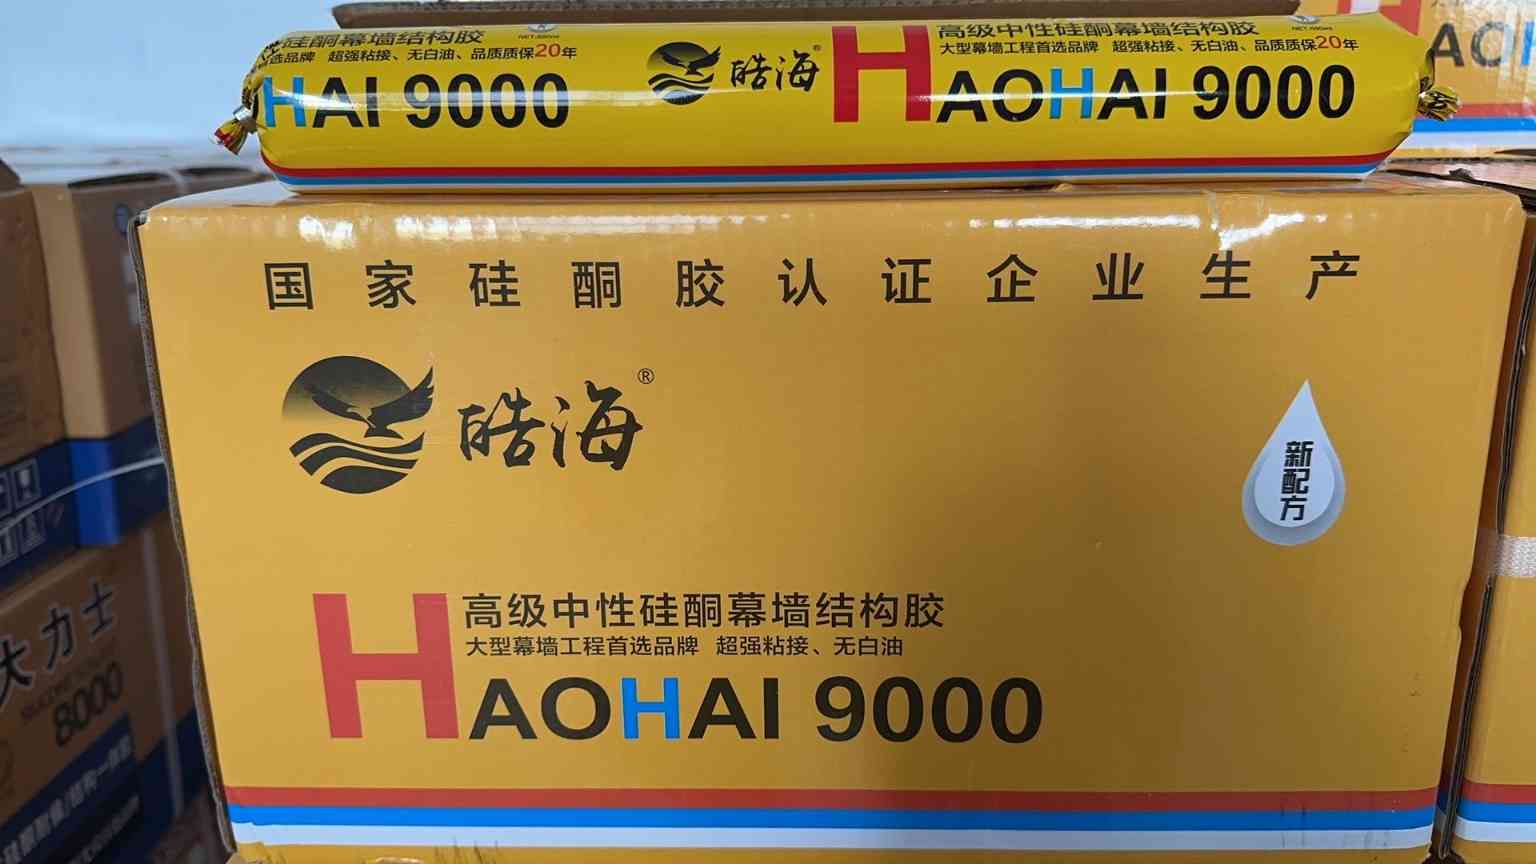 硅酮幕墙结构胶
选品牌 超强粘接、无白油、品质质保20年
HAI 9000
皓海®
高级中性硅酮幕墙结构胶
大型幕墙工程首选品牌 超强粘接、无白油、品质质保20年
HAOHAI 9000
国家硅酮胶认证企业生产
皓海®
新配方
高级中性硅酮幕墙结构胶
大型幕墙工程首选品牌 超强粘接、无白油
HAOHAI 9000
大力士
8000